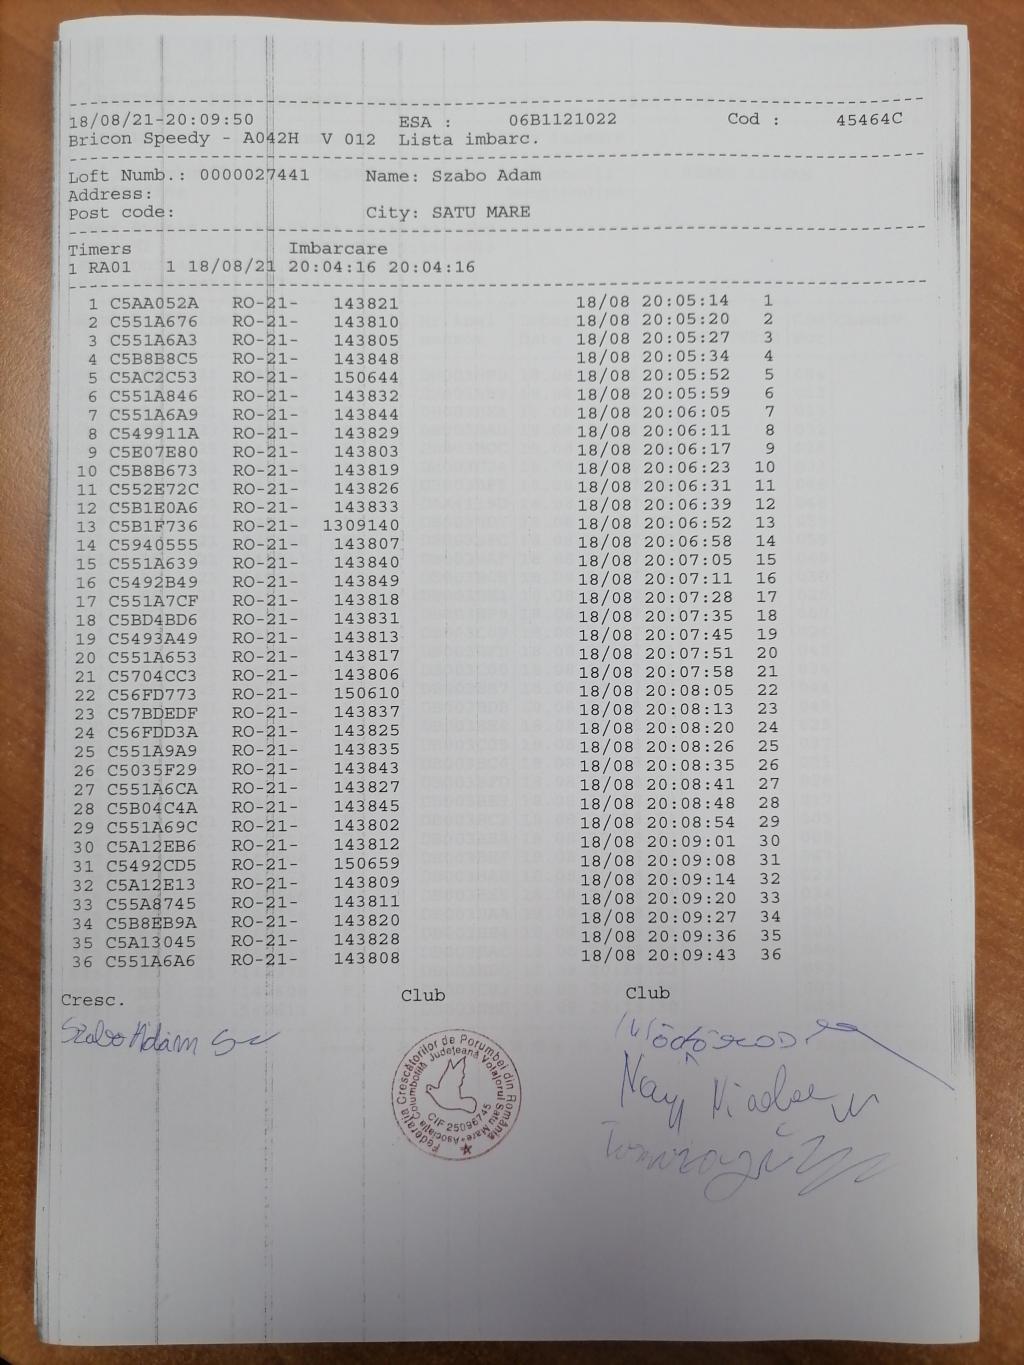 18/08/21-20:09:50 ESA : 06B1121022 Cod : 45464C
Bricon Speedy - A042H V 012 Lista imbarc.
Loft Numb.: 0000027441 Name: Szabo Adam
Address:
Post code: City: SATU MARE
Timers Imbarcare
1 RA01 1 18/08/21 20:04:16 20:04:16
1 C5AA052A RO-21- 143821 18/08 20:05:14 1
2 C551A676 RO-21- 143810 18/08 20:05:20 2
3 C551A6A3 RO-21- 143805 18/08 20:05:27 3
4 C5B8B8C5 RO-21- 143848 18/08 20:05:34 4
5 C5AC2C53 RO-21- 150644 18/08 20:05:52 5
6 C551A846 RO-21- 143832 18/08 20:05:59 6
7 C551A6A9 RO-21- 143844 18/08 20:06:05 7
8 C549911A RO-21- 143829 18/08 20:06:11 8
9 C5E07E80 RO-21- 143803 18/08 20:06:17 9
10 C5B8B673 RO-21- 143819 18/08 20:06:23 10
11 C552E72C RO-21- 143826 18/08 20:06:31 11
12 C5B1E0A6 RO-21- 143833 18/08 20:06:39 12
13 C5B1F736 RO-21- 1309140 18/08 20:06:52 13
14 C5940555 RO-21- 143807 18/08 20:06:58 14
15 C551A639 RO-21- 143840 18/08 20:07:05 15
16 C5492B49 RO-21- 143849 18/08 20:07:11 16
17 C551A7CF RO-21- 143818 18/08 20:07:28 17
18 C5BD4BD6 RO-21- 143831 18/08 20:07:35 18
19 C5493A49 RO-21- 143813 18/08 20:07:45 19
20 C551A653 RO-21- 143817 18/08 20:07:51 20
21 C5704CC3 RO-21- 143806 18/08 20:07:58 21
22 C56FD773 RO-21- 150610 18/08 20:08:05 22
23 C57BDEDF RO-21- 143837 18/08 20:08:13 23
24 C56FDD3A RO-21- 143825 18/08 20:08:20 24
25 C551A9A9 RO-21- 143835 18/08 20:08:26 25
26 C5035F29 RO-21- 143843 18/08 20:08:35 26
27 C551A6CA RO-21- 143827 18/08 20:08:41 27
28 C5B04C4A RO-21- 143845 18/08 20:08:48 28
29 C551A69C RO-21- 143802 18/08 20:08:54 29
30 C5A12EB6 RO-21- 143812 18/08 20:09:01 30
31 C5492CD5 RO-21- 150659 18/08 20:09:08 31
32 C5A12E13 RO-21- 143809 18/08 20:09:14 32
33 C55A8745 RO-21- 143811 18/08 20:09:20 33
34 C5B8EB9A RO-21- 143820 18/08 20:09:27 34
35 C5A13045 RO-21- 143828 18/08 20:09:36 35
36 C551A6A6 RO-21- 143808 18/08 20:09:43 36
Cresc. Club Club
Szabo Adam
Federația Crescătorilor de Porumbei din România
Asociația Columbofilă Județeană Voiajorul Satu Mare
CIF 25096745
Nagy Nicolae